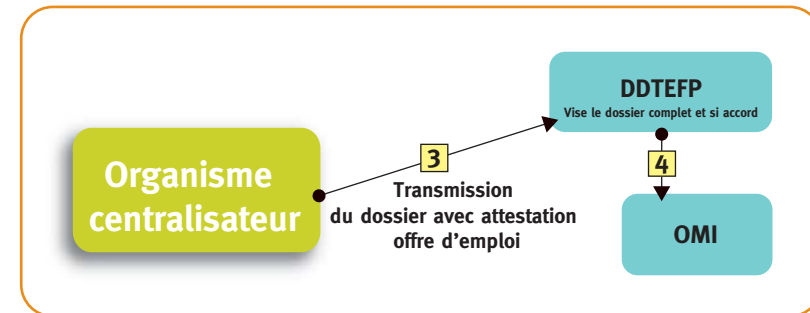 Organisme
centralisateur
3
Transmission
du dossier avec attestation
offre d'emploi
DDTEFP
Vise le dossier complet et si accord
4
OMI